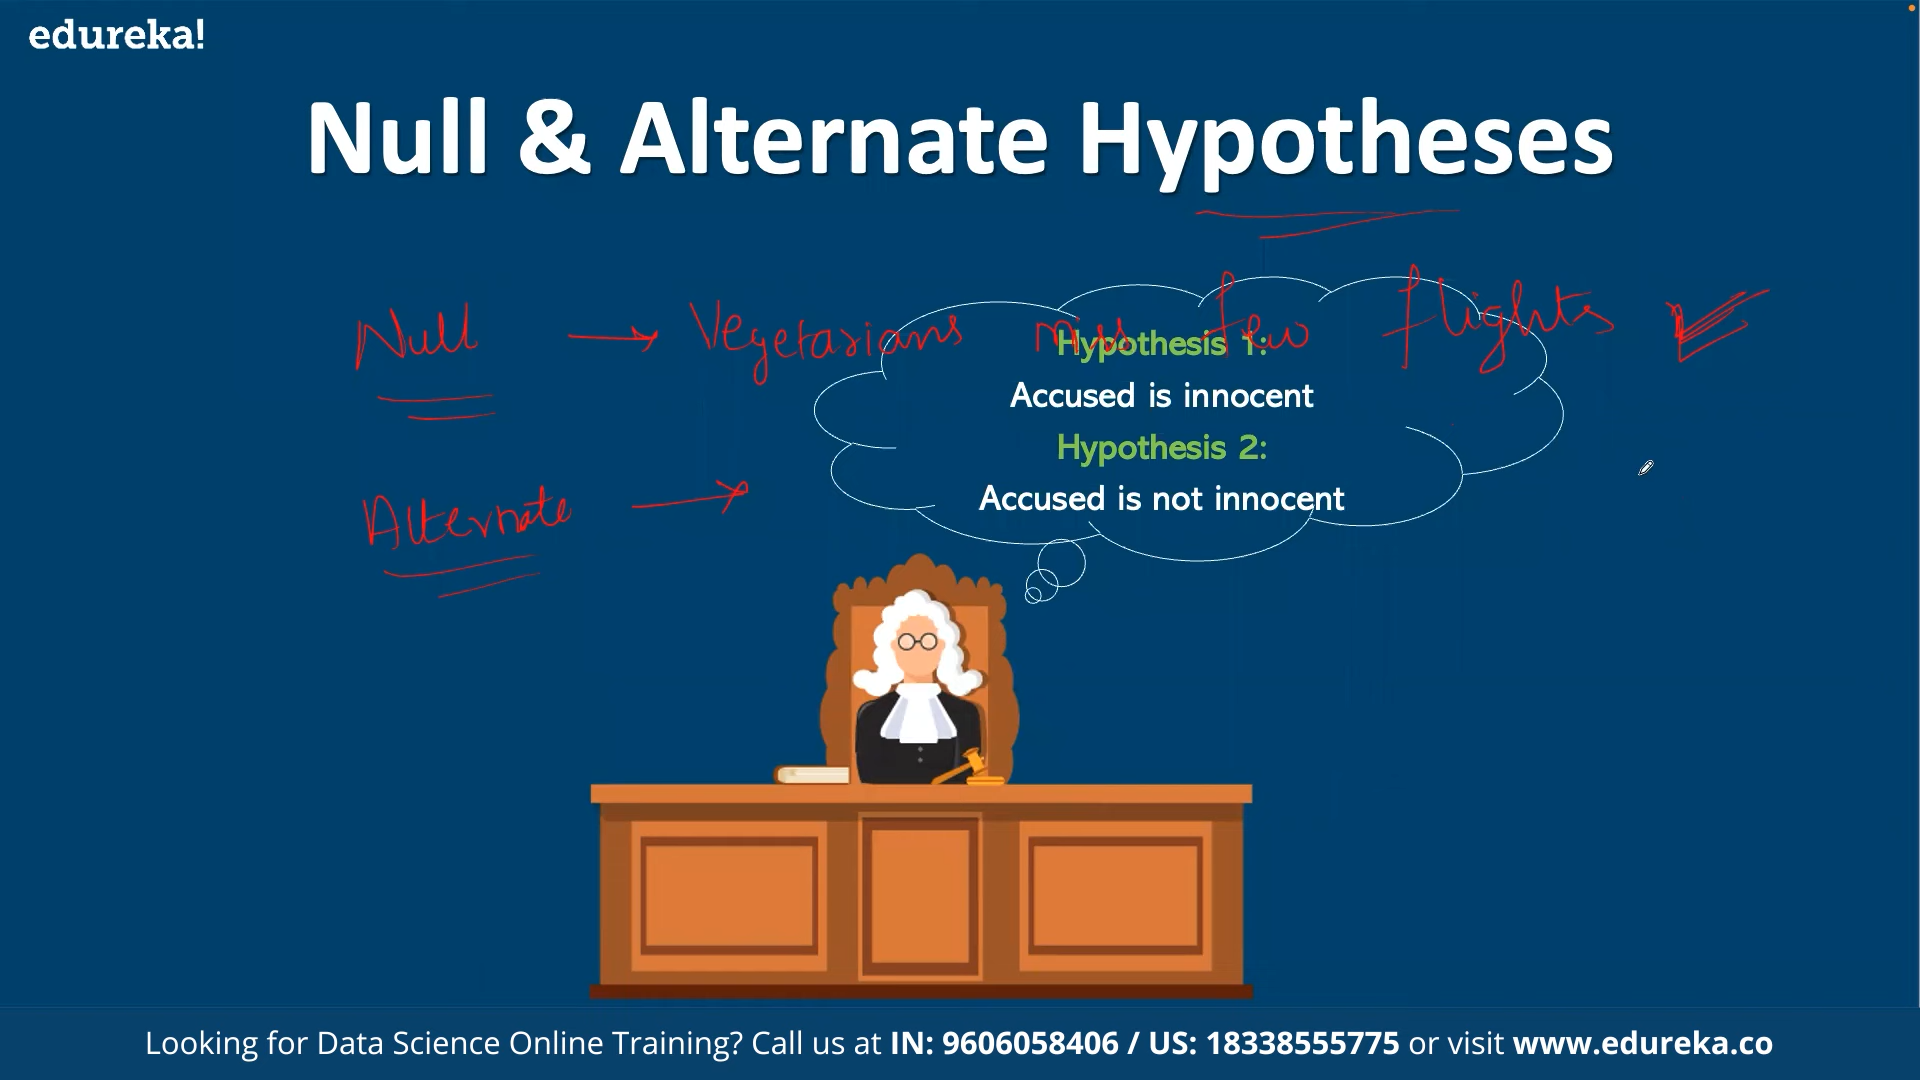 edureka!
Null & Alternate Hypotheses
Null → Vegetarians miss few flights
Hypothesis 1:
Accused is innocent
Hypothesis 2:
Accused is not innocent
Alternate →
Looking for Data Science Online Training? Call us at IN: 9606058406 / US: 18338555775 or visit www.edureka.co